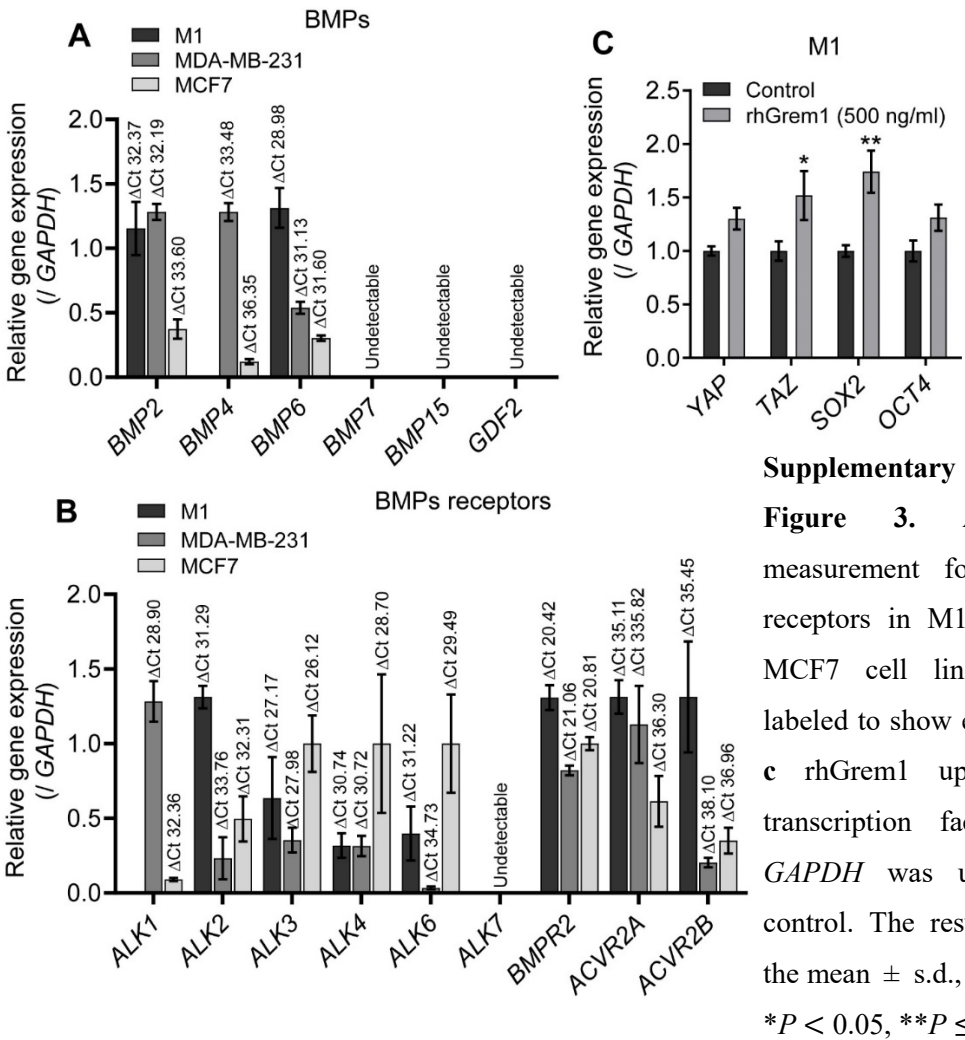 A
BMPs
M1
MDA-MB-231
MCF7
Relative gene expression
(/ GAPDH)
2.0
1.5
1.0
0.5
0.0
ΔCt 32.37
ΔCt 32.19
ΔCt 33.60
ΔCt 33.48
ΔCt 36.35
ΔCt 28.98
ΔCt 31.13
ΔCt 31.60
Undetectable
Undetectable
Undetectable
BMP2
BMP4
BMP6
BMP7
BMP15
GDF2
C
M1
Control
rhGrem1 (500 ng/ml)
Relative gene expression
(/ GAPDH)
2.5
2.0
1.5
1.0
0.5
0.0
*
**
YAP
TAZ
SOX2
OCT4
B
BMPs receptors
M1
MDA-MB-231
MCF7
Relative gene expression
(/ GAPDH)
2.0
1.5
1.0
0.5
0.0
ΔCt 28.90
ΔCt 32.36
ΔCt 31.29
ΔCt 33.76
ΔCt 32.31
ΔCt 27.17
ΔCt 27.98
ΔCt 26.12
ΔCt 30.74
ΔCt 30.72
ΔCt 28.70
ΔCt 31.22
ΔCt 34.73
ΔCt 29.49
Undetectable
ΔCt 20.42
ΔCt 21.06
ΔCt 20.81
ΔCt 35.11
ΔCt 335.82
ΔCt 36.30
ΔCt 35.45
ΔCt 38.10
ΔCt 36.96
ALK1
ALK2
ALK3
ALK4
ALK6
ALK7
BMPR2
ACVR2A
ACVR2B
Supplementary
Figure 3.
measurement fo
receptors in M1
MCF7 cell lin
labeled to show
c rhGrem1 up
transcription fa
GAPDH was u
control. The res
the mean ± s.d.,
*P < 0.05, **P ≤